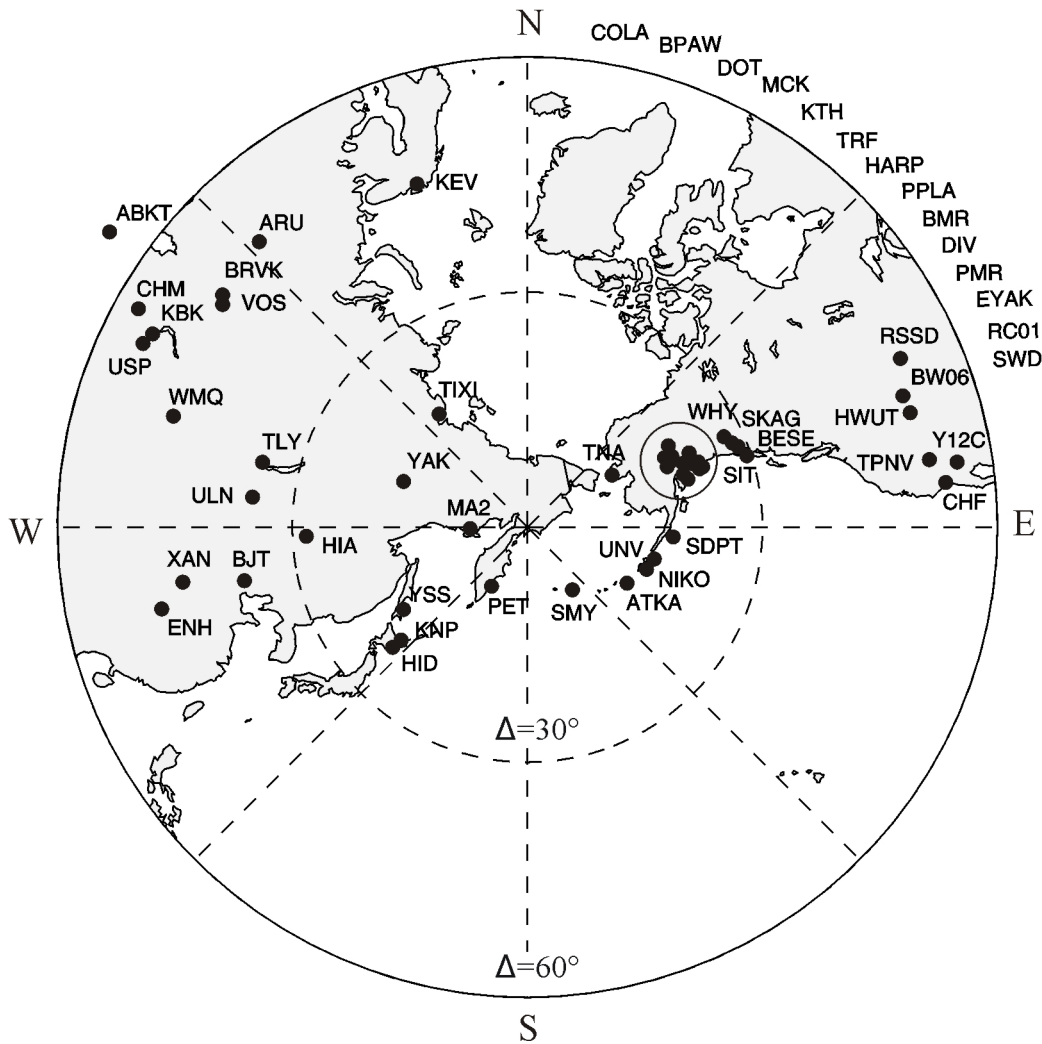 N
COLA
BPAW
DOT
MCK
KTH
TRF
HARP
PPLA
BMR
DIV
PMR
EYAK
RC01
SWD
KEV
ABKT
ARU
BRVK
VOS
CHM
KBK
USP
WMQ
TIXI
TLY
YAK
ULN
MA2
TNA
WHY
SKAG
BESE
SIT
RSSD
BW06
HWUT
Y12C
TPNV
CHF
W
E
HIA
XAN
BJT
ENH
YSS
KNP
HID
PET
SMY
ATKA
NIKO
UNV
SDPT
Δ=30°
Δ=60°
S